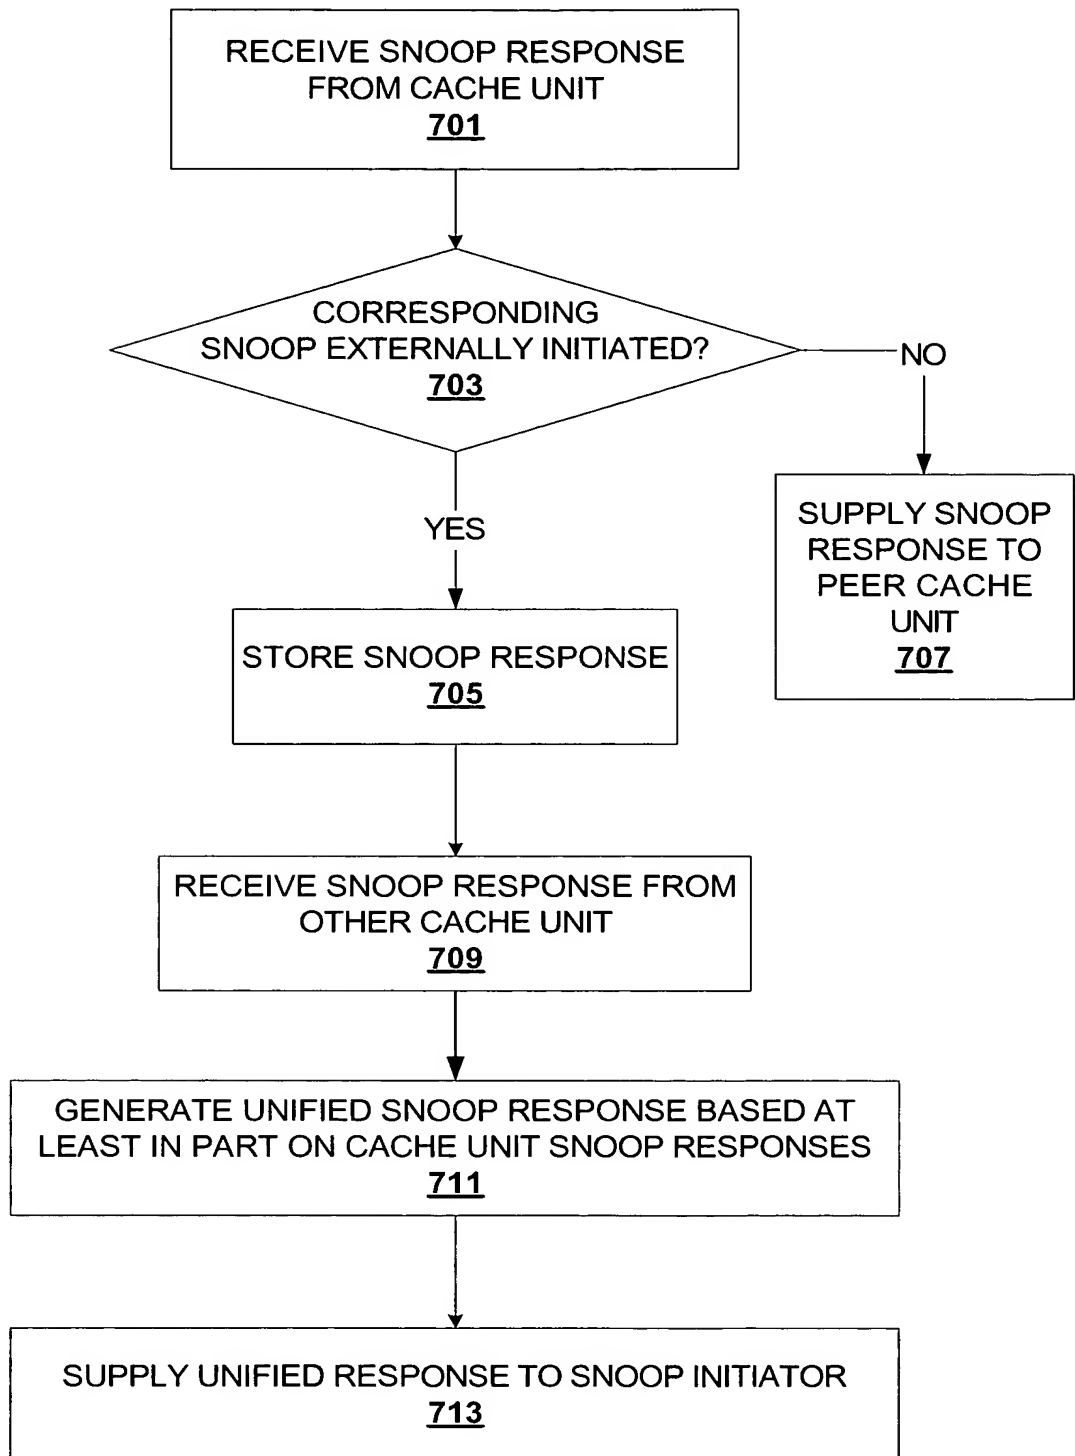 RECEIVE SNOOP RESPONSE
FROM CACHE UNIT
701
CORRESPONDING
SNOOP EXTERNALLY INITIATED?
703
NO
YES
SUPPLY SNOOP
RESPONSE TO
PEER CACHE
UNIT
707
STORE SNOOP RESPONSE
705
RECEIVE SNOOP RESPONSE FROM
OTHER CACHE UNIT
709
GENERATE UNIFIED SNOOP RESPONSE BASED AT
LEAST IN PART ON CACHE UNIT SNOOP RESPONSES
711
SUPPLY UNIFIED RESPONSE TO SNOOP INITIATOR
713